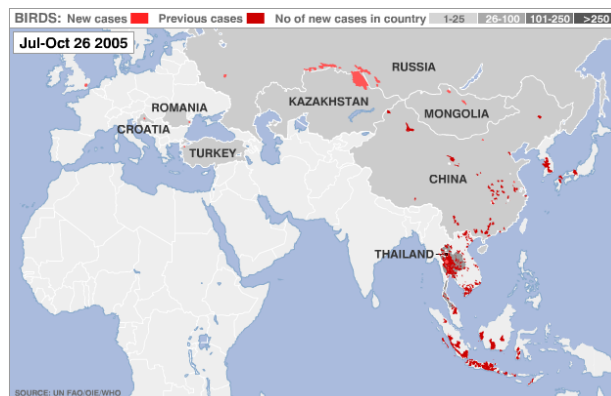 BIRDS: New cases Previous cases No of new cases in country 1-25 26-100 101-250 >250
Jul-Oct 26 2005
RUSSIA
KAZAKHSTAN
ROMANIA
MONGOLIA
CROATIA
TURKEY
CHINA
THAILAND
SOURCE: UN FAO/OIE/WHO